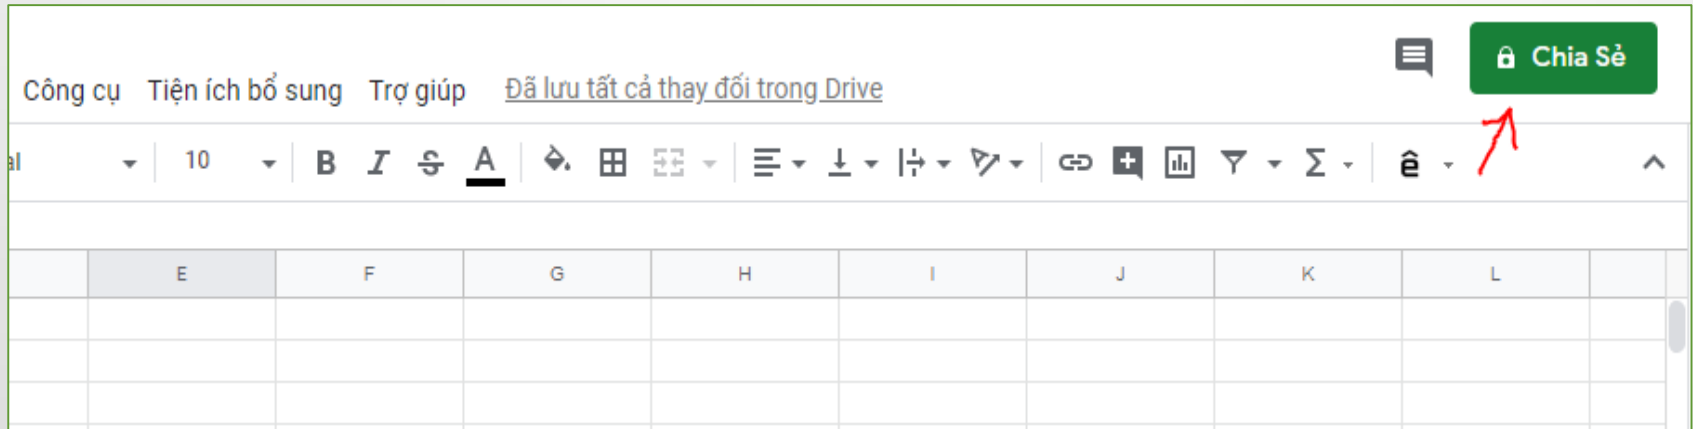 Chia Sẻ
Công cụ Tiện ích bổ sung Trợ giúp Đã lưu tất cả thay đổi trong Drive
al 10 B I S A Σ ê
E F G H I J K L